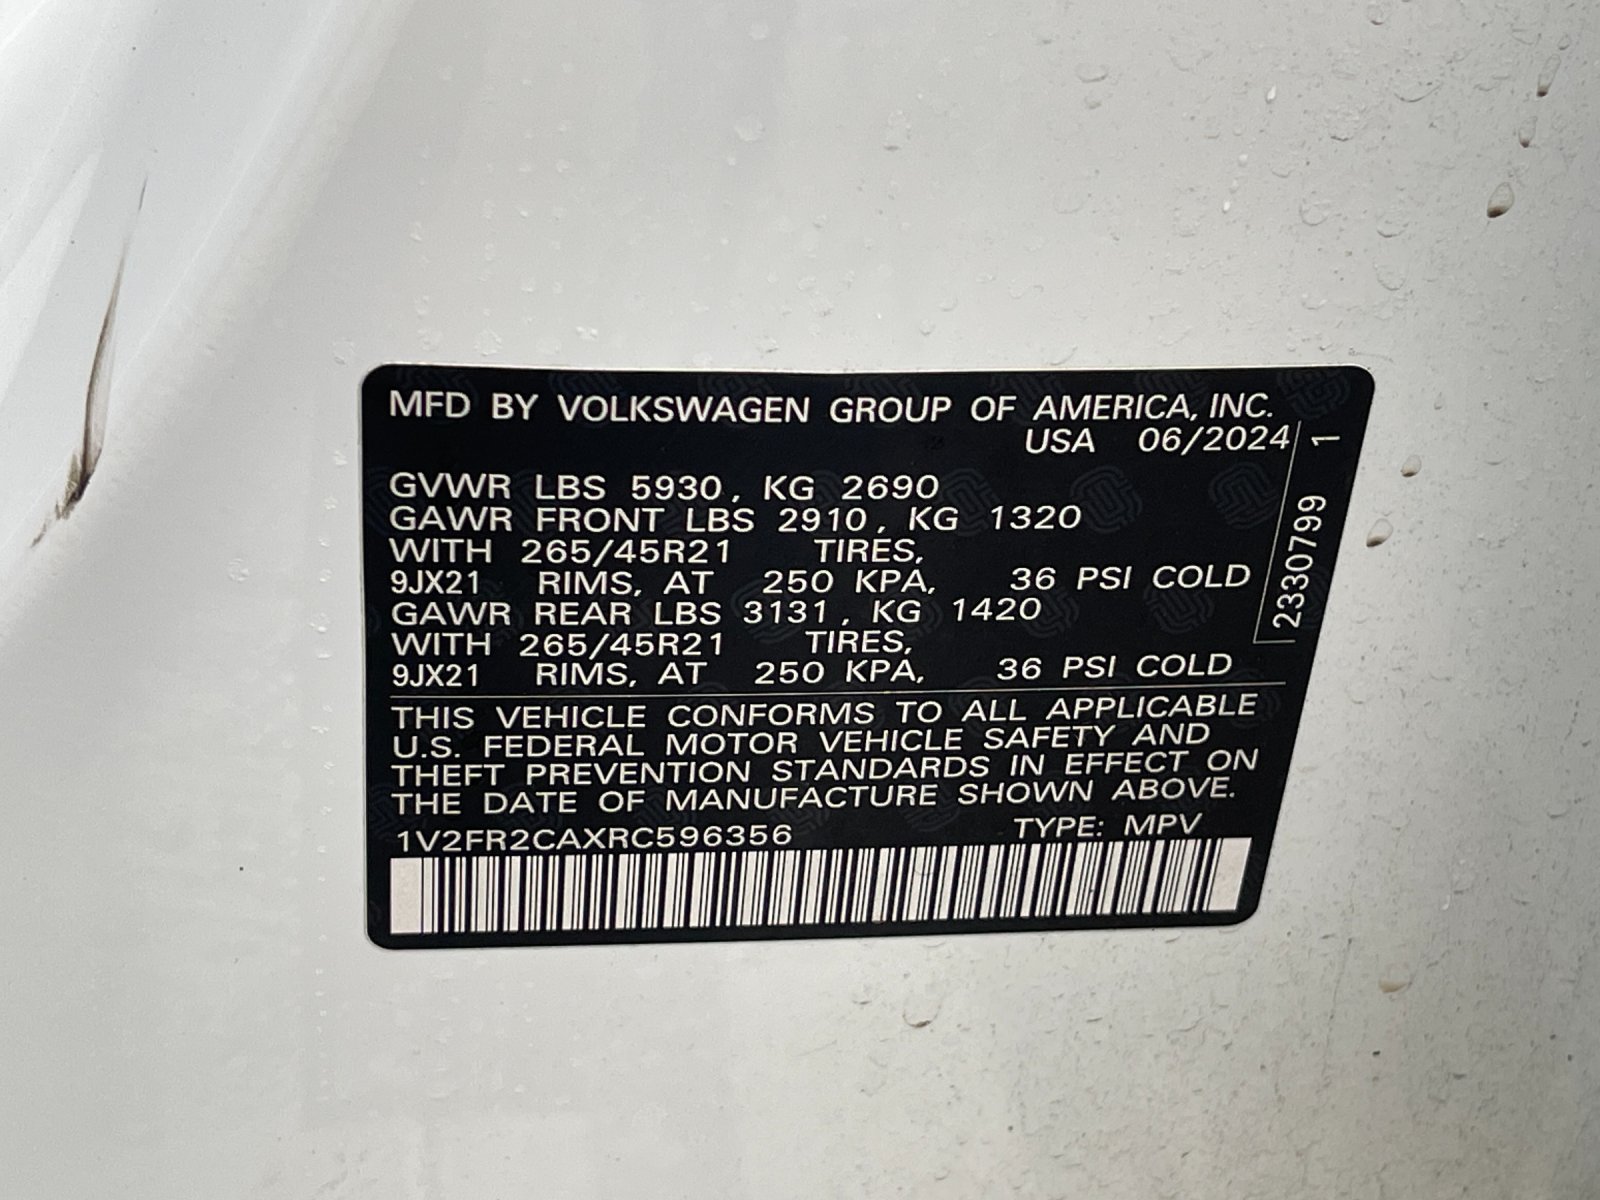 MFD BY VOLKSWAGEN GROUP OF AMERICA, INC.
USA 06/2024
GVWR LBS 5930, KG 2690
GAWR FRONT LBS 2910, KG 1320
WITH 265/45R21 TIRES,
9JX21 RIMS, AT 250 KPA, 36 PSI COLD
GAWR REAR LBS 3131, KG 1420
WITH 265/45R21 TIRES,
9JX21 RIMS, AT 250 KPA, 36 PSI COLD
THIS VEHICLE CONFORMS TO ALL APPLICABLE
U.S. FEDERAL MOTOR VEHICLE SAFETY AND
THEFT PREVENTION STANDARDS IN EFFECT ON
THE DATE OF MANUFACTURE SHOWN ABOVE.
1V2FR2CAXRC596356 TYPE: MPV
2330799 1